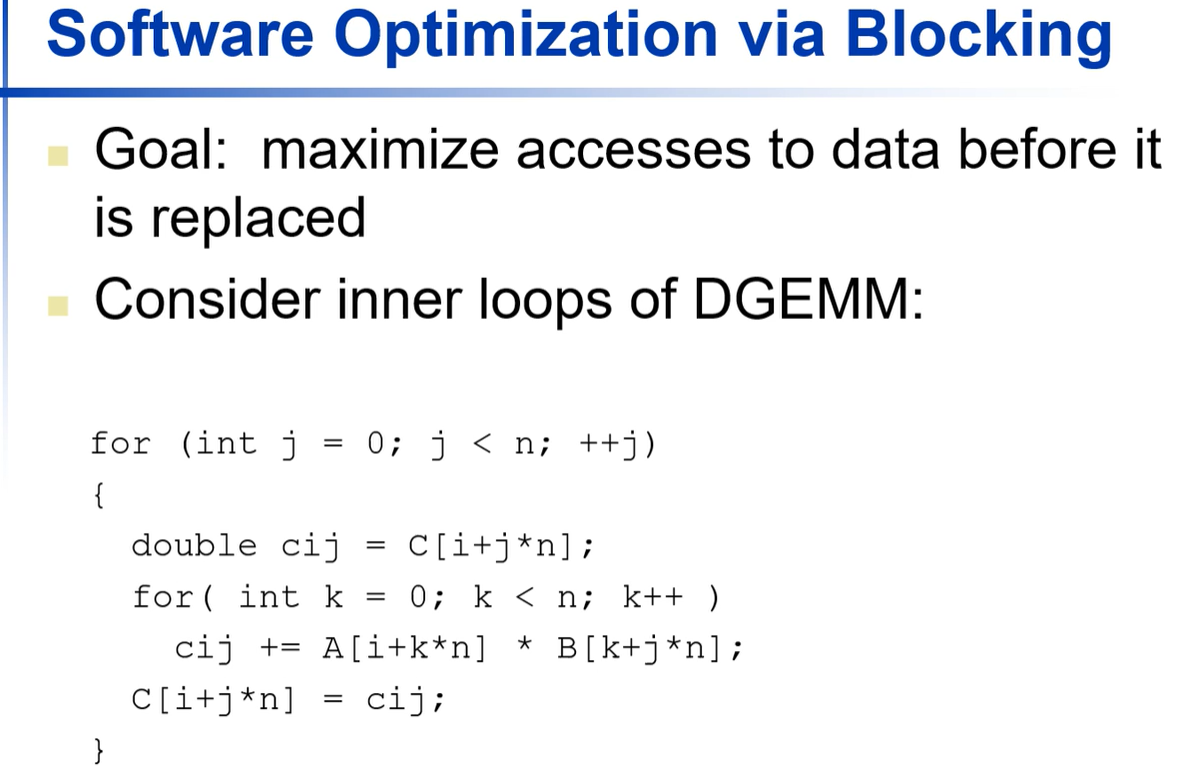 Software Optimization via Blocking
Goal: maximize accesses to data before it
is replaced
Consider inner loops of DGEMM:
for (int j = 0; j < n; ++j)
{
double cij = C[i+j*n];
for( int k = 0; k < n; k++ )
cij += A[i+k*n] * B[k+j*n];
C[i+j*n] = cij;
}